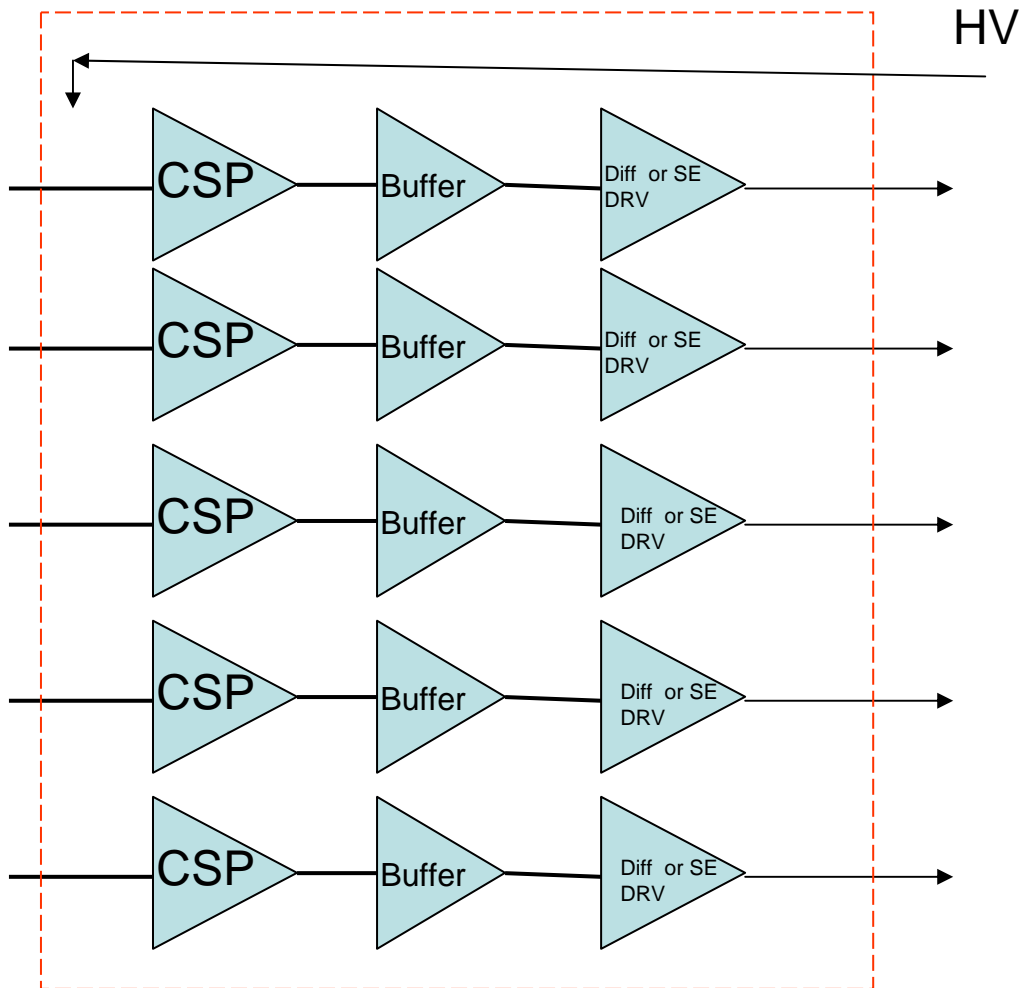 HV
CSP
Buffer
Diff or SE
DRV
CSP
Buffer
Diff or SE
DRV
CSP
Buffer
Diff or SE
DRV
CSP
Buffer
Diff or SE
DRV
CSP
Buffer
Diff or SE
DRV